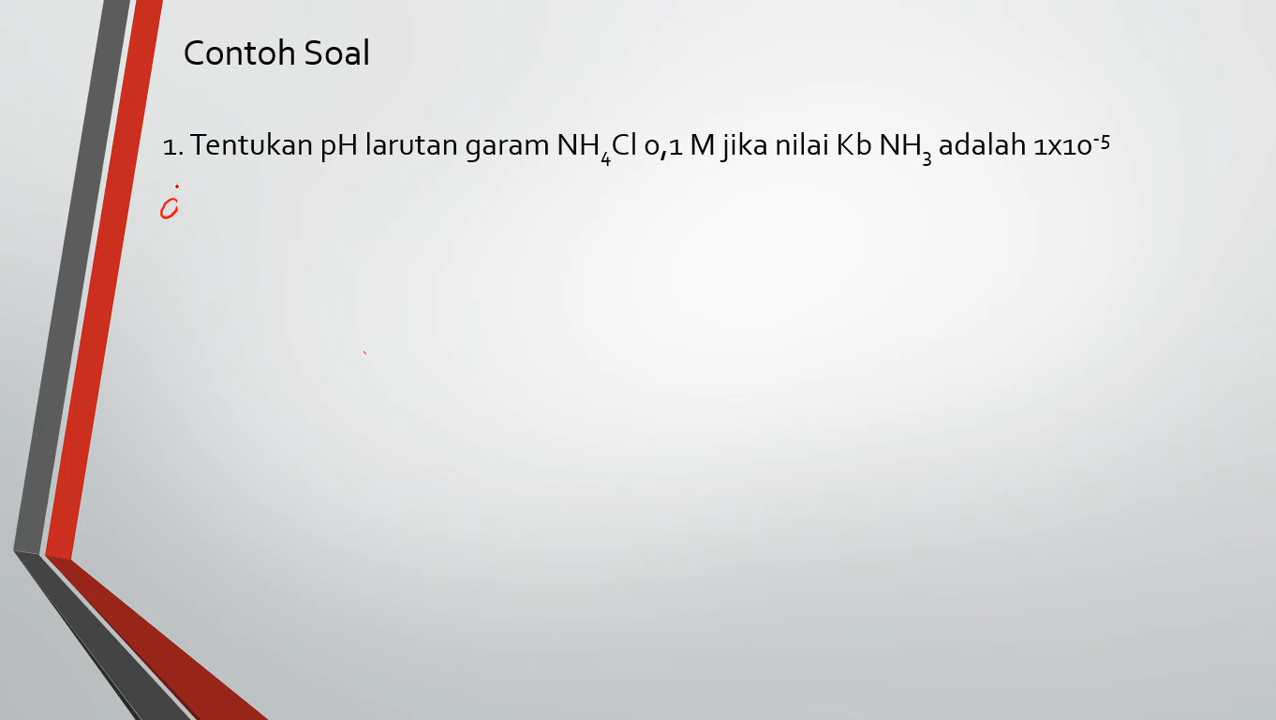 Contoh Soal
1. Tentukan pH larutan garam NH₄Cl 0,1 M jika nilai Kb NH₃ adalah 1x10⁻⁵